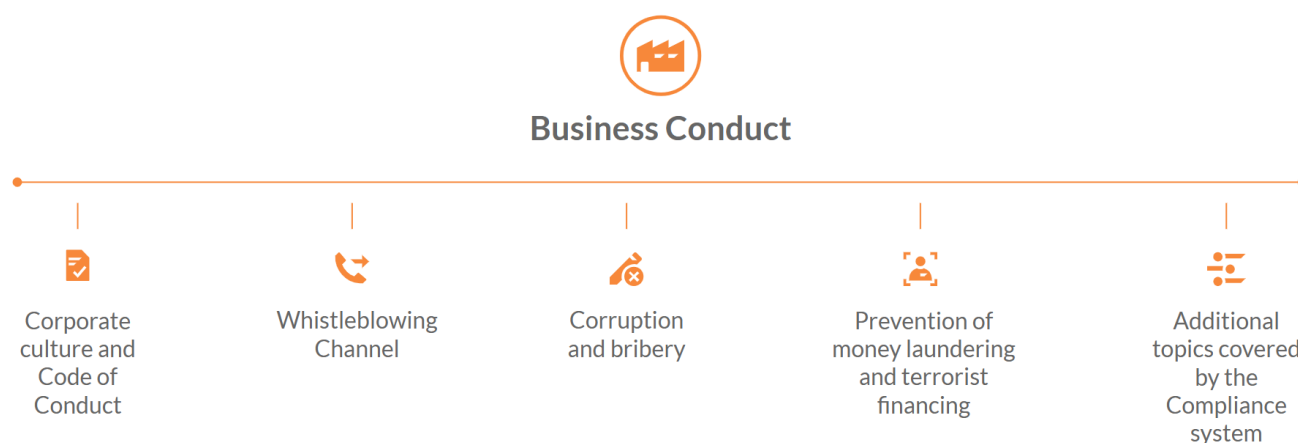 Business Conduct
Corporate
culture and
Code of
Conduct
Whistleblowing
Channel
Corruption
and bribery
Prevention of
money laundering
and terrorist
financing
Additional
topics covered
by the
Compliance
system